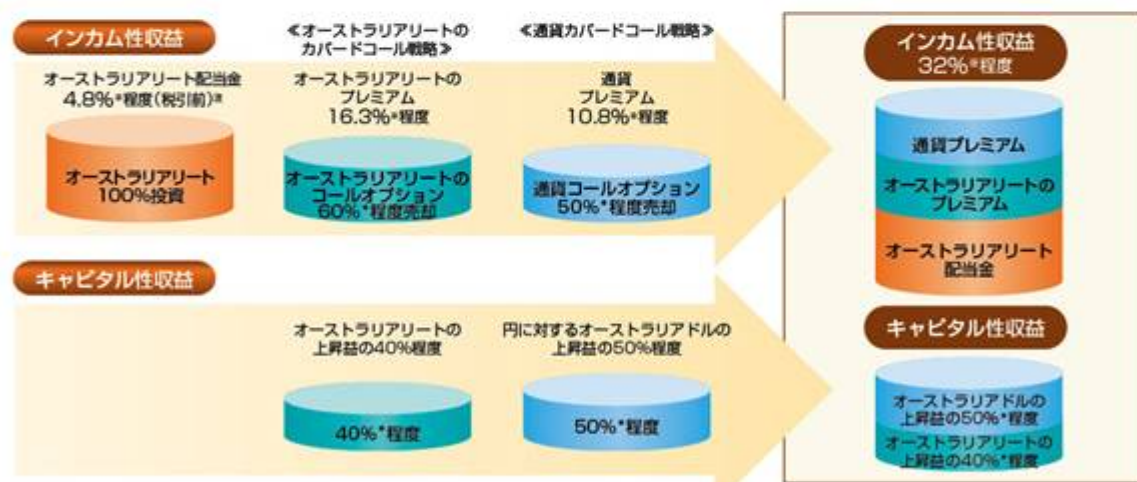 インカム性収益
オーストラリアリート配当金
4.8%*程度(税引前)※
オーストラリアリート
100%投資
≪オーストラリアリートの
カバードコール戦略≫
オーストラリアリートの
プレミアム
16.3%*程度
オーストラリアリートの
コールオプション
60%*程度売却
≪通貨カバードコール戦略≫
通貨
プレミアム
10.8%*程度
通貨コールオプション
50%*程度売却
キャピタル性収益
オーストラリアリートの
上昇益の40%程度
40%*程度
円に対するオーストラリアドルの
上昇益の50%程度
50%*程度
インカム性収益
32%*程度
通貨プレミアム
オーストラリアリートの
プレミアム
オーストラリアリート
配当金
キャピタル性収益
オーストラリアドルの
上昇益の50%*程度
オーストラリアリートの
上昇益の40%*程度